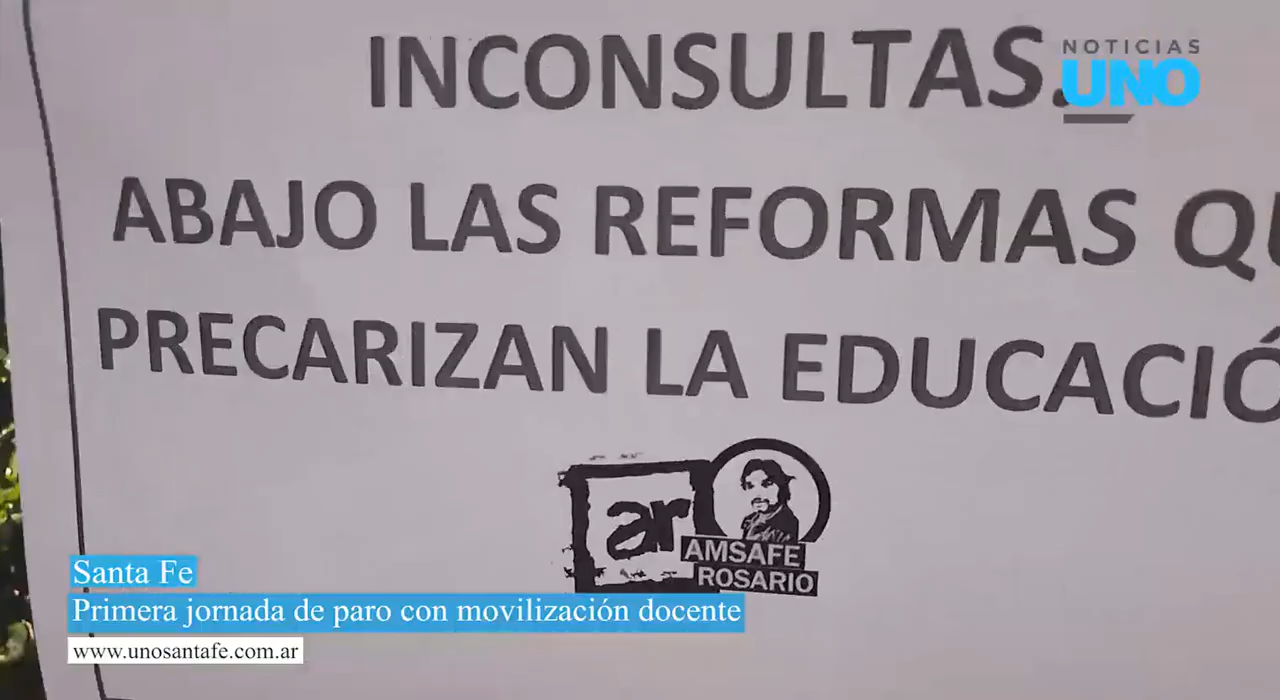 INCONSULTAS.
NOTICIAS
UNO
ABAJO LAS REFORMAS
PRECARIZAN LA
ar
AMSAFE
ROSARIO
Santa Fe
Primera jornada de paro con movilización docente
www.unosantafe.com.ar